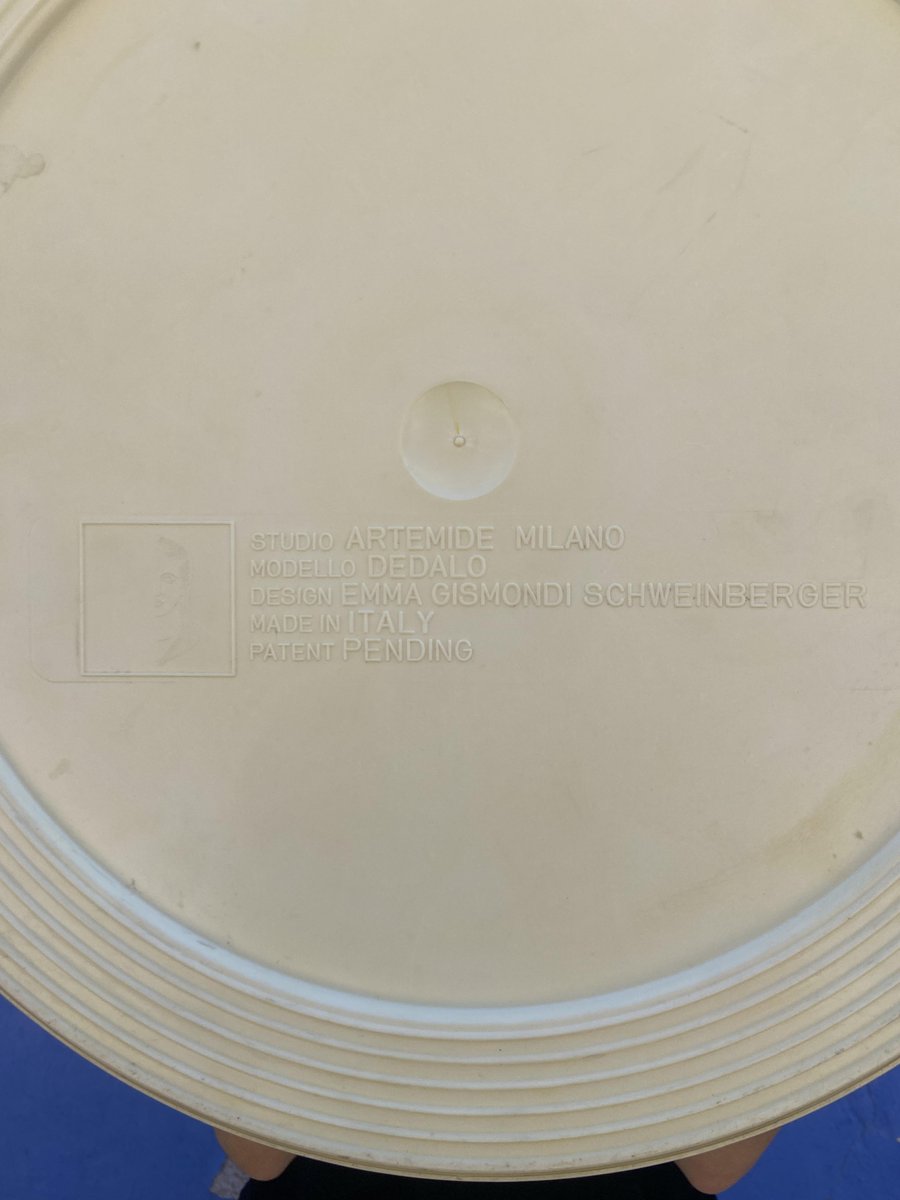 STUDIO ARTEMIDE MILANO
MODELLO DEDALO
DESIGN EMMA GISMONDI SCHWEINBERGER
MADE IN ITALY
PATENT PENDING